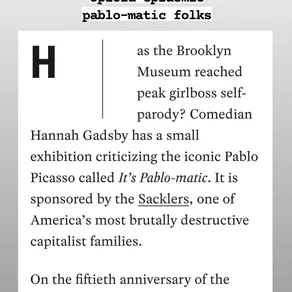 opioid epidemic
pablo-matic folks
Has the Brooklyn
Museum reached
peak girlboss self-
parody? Comedian
Hannah Gadsby has a small
exhibition criticizing the iconic Pablo
Picasso called It's Pablo-matic. It is
sponsored by the Sacklers, one of
America's most brutally destructive
capitalist families.
On the fiftieth anniversary of the